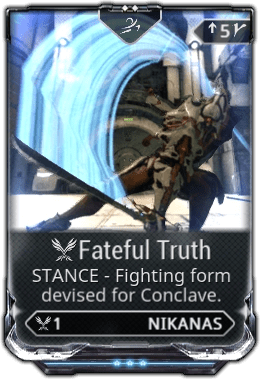 5
Fateful Truth
STANCE - Fighting form
devised for Conclave.
1 NIKANAS